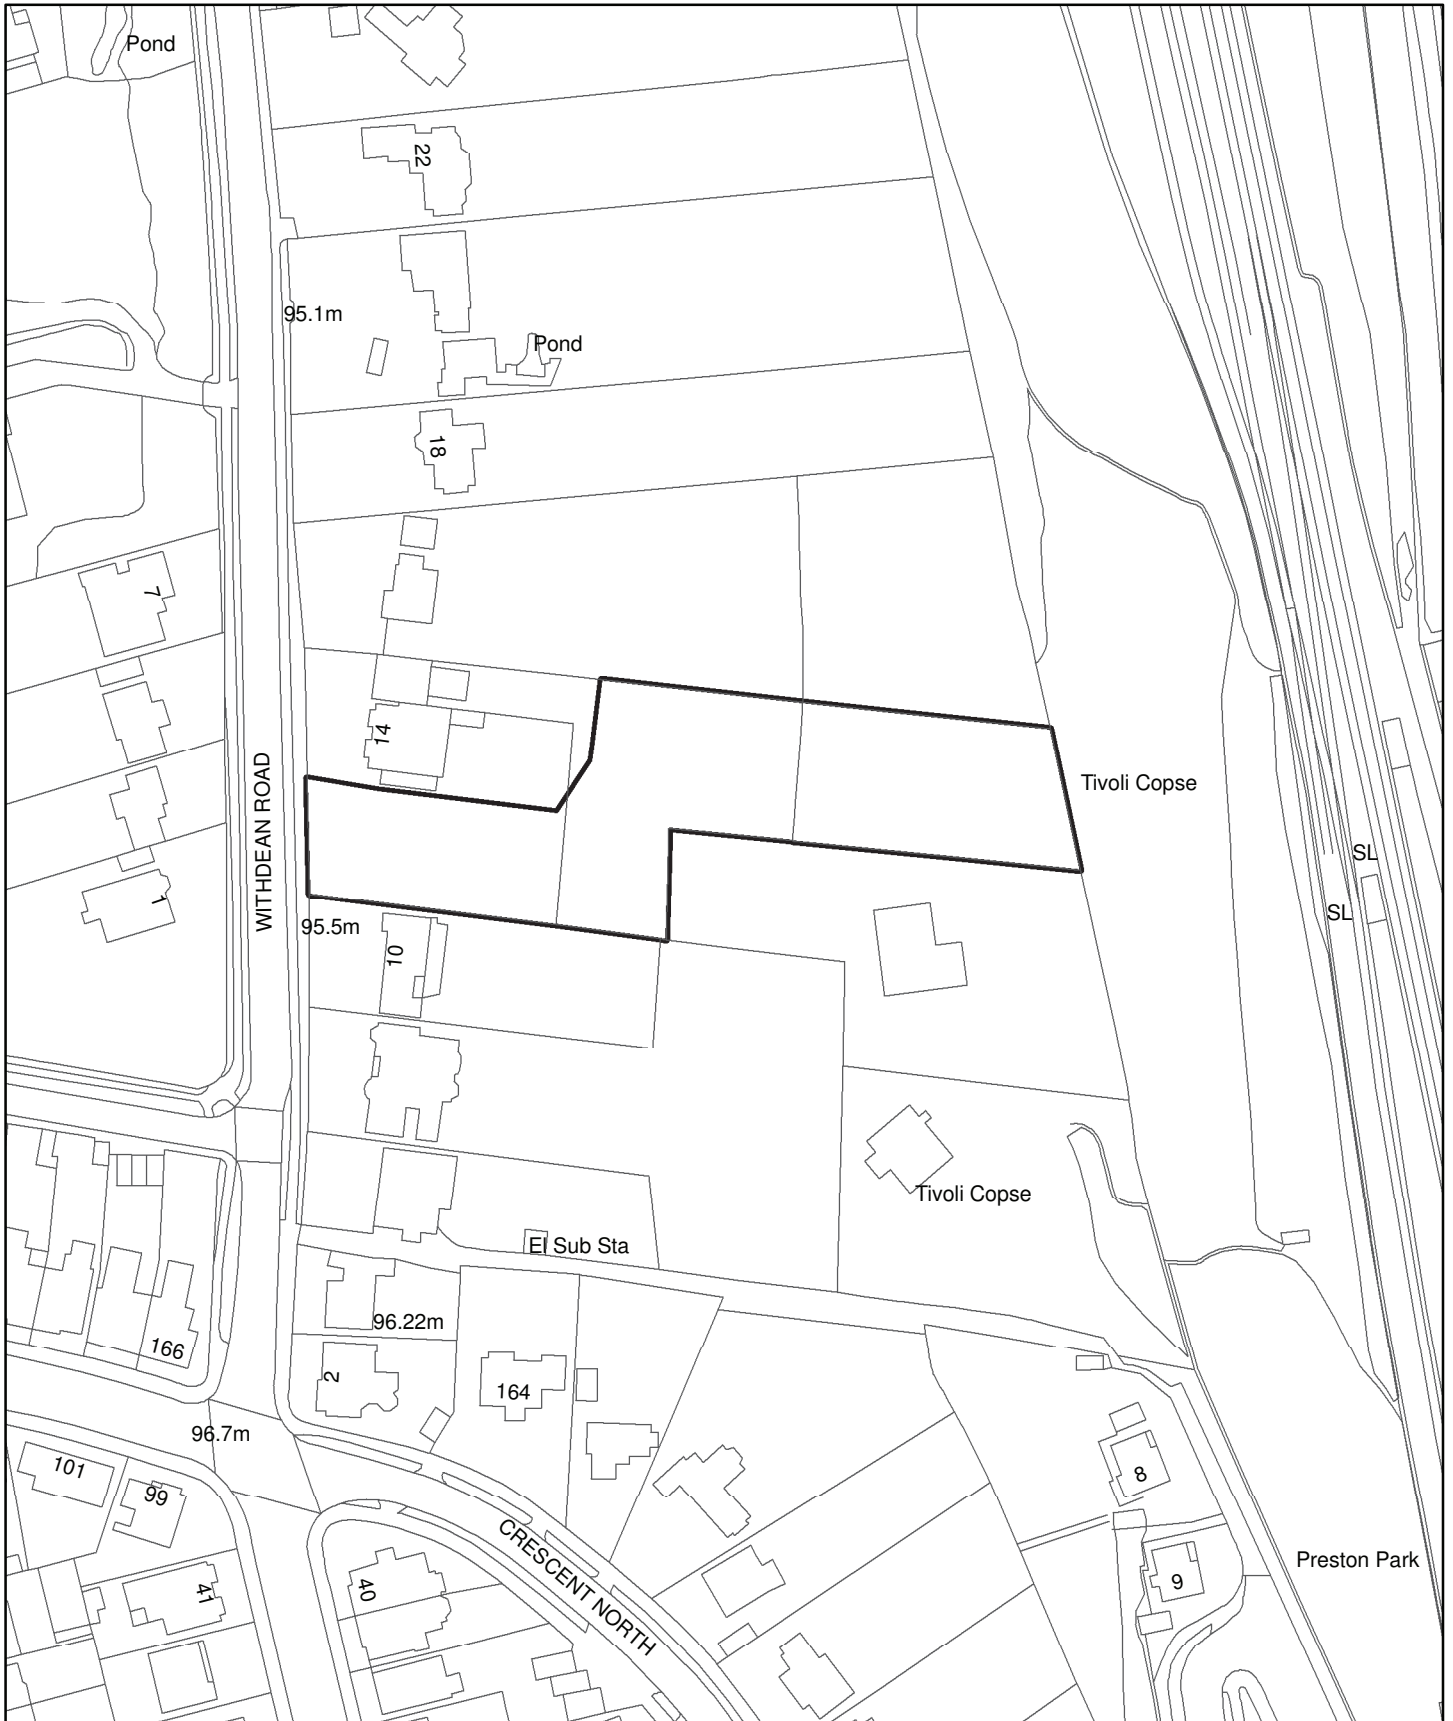 Pond
22
95.1m
Pond
18
7
14
Tivoli Copse
WITHDEAN ROAD
SL
1
SL
95.5m
10
Tivoli Copse
El Sub Sta
96.22m
166
2
164
96.7m
101
99
8
CRESCENT NORTH
Preston Park
41
40
9